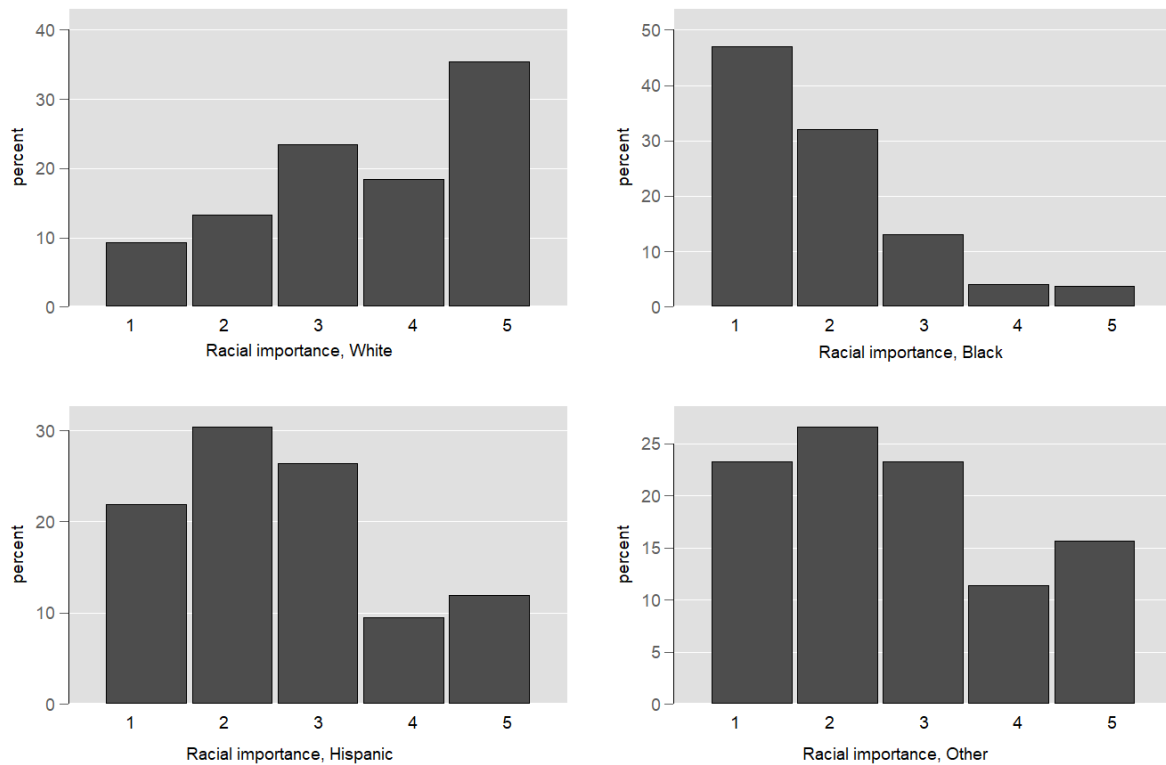 40
30
20
10
0
percent
1 2 3 4 5
Racial importance, White
50
40
30
20
10
0
percent
1 2 3 4 5
Racial importance, Black
30
20
10
0
percent
1 2 3 4 5
Racial importance, Hispanic
25
20
15
10
5
0
percent
1 2 3 4 5
Racial importance, Other